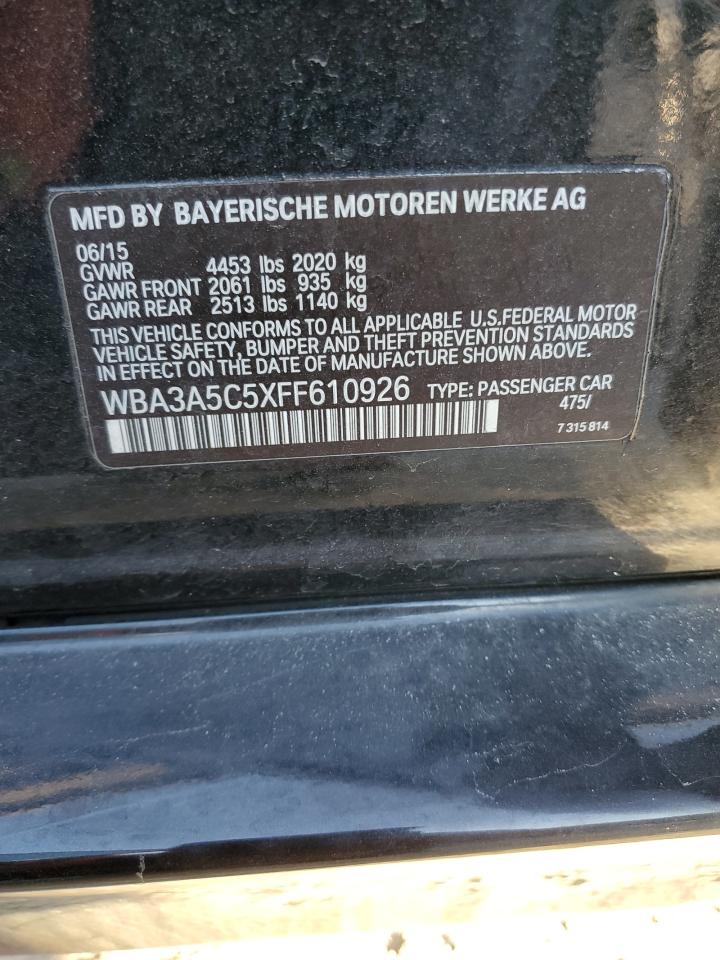 MFD BY BAYERISCHE MOTOREN WERKE AG
06/15
GVWR 4453 lbs 2020 kg
GAWR FRONT 2061 lbs 935 kg
GAWR REAR 2513 lbs 1140 kg
THIS VEHICLE CONFORMS TO ALL APPLICABLE U.S.FEDERAL MOTOR
VEHICLE SAFETY, BUMPER AND THEFT PREVENTION STANDARDS
IN EFFECT ON THE DATE OF MANUFACTURE SHOWN ABOVE.
WBA3A5C5XFF610926 TYPE: PASSENGER CAR
475/
7 315 814